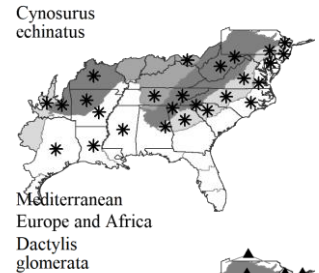 Cynosurus
echinatus
Mediterranean
Europe and Africa
Dactylis
glomerata